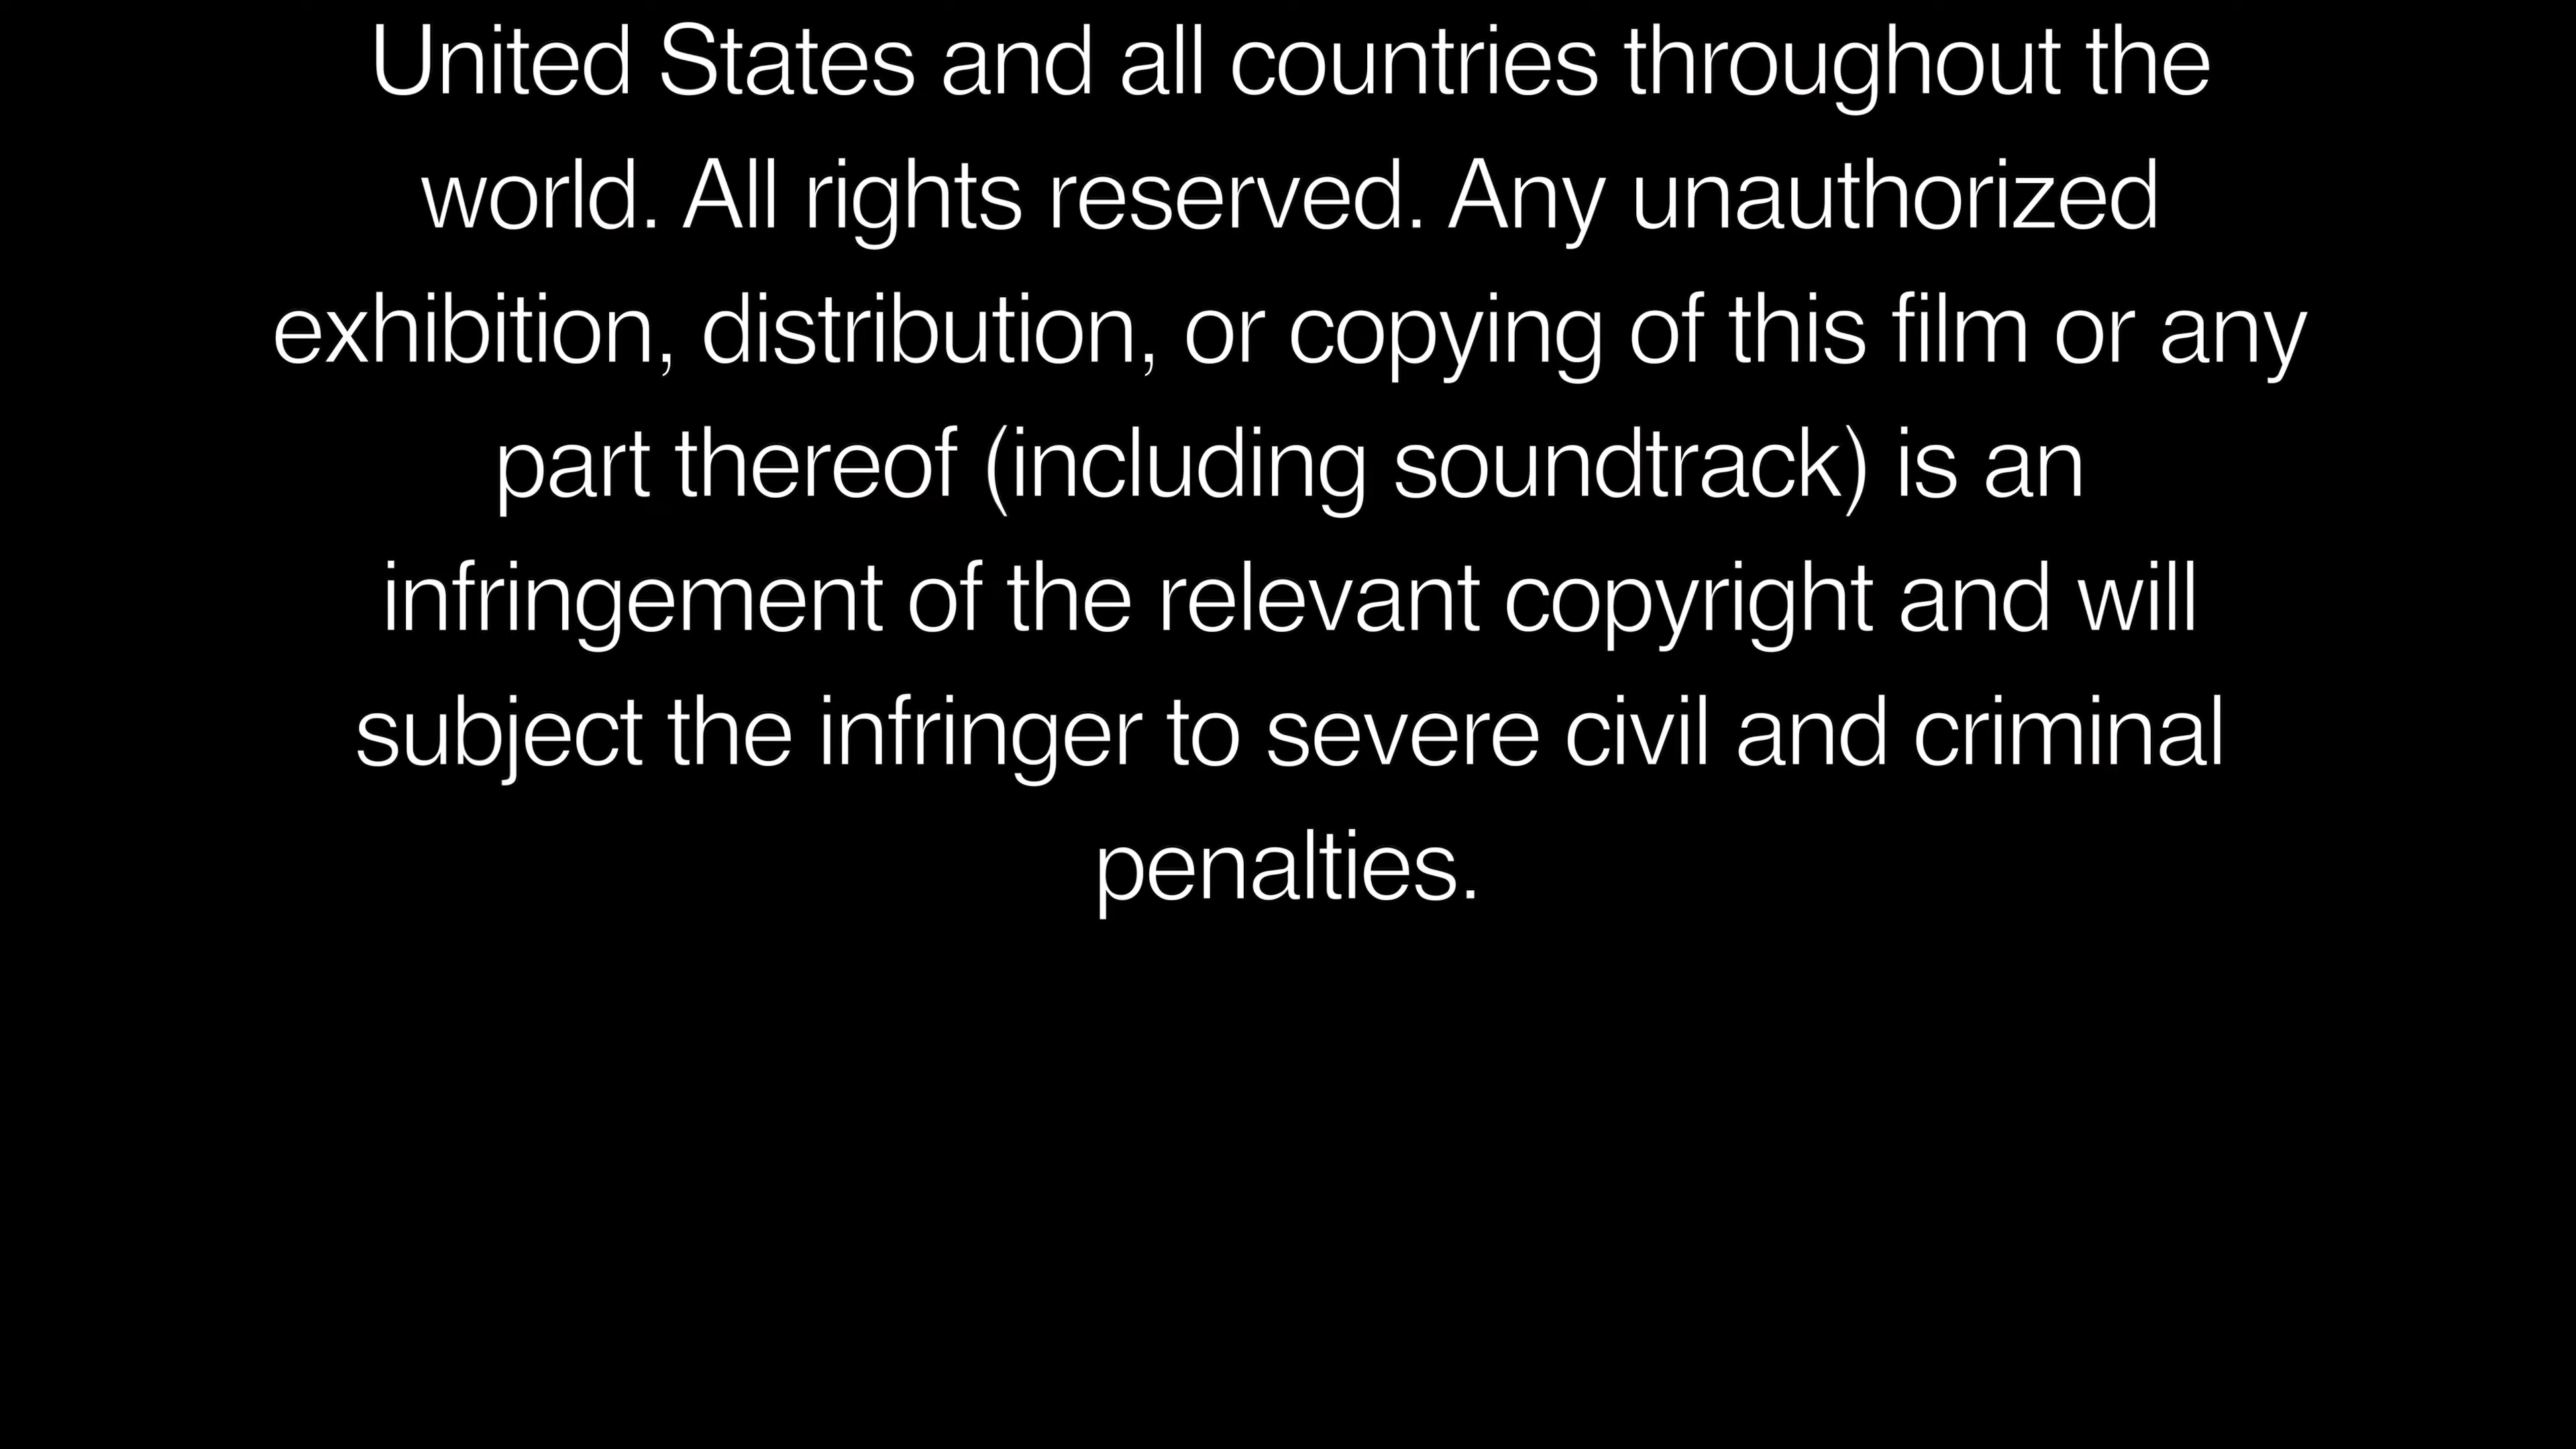 United States and all countries throughout the
world. All rights reserved. Any unauthorized
exhibition, distribution, or copying of this film or any
part thereof (including soundtrack) is an
infringement of the relevant copyright and will
subject the infringer to severe civil and criminal
penalties.